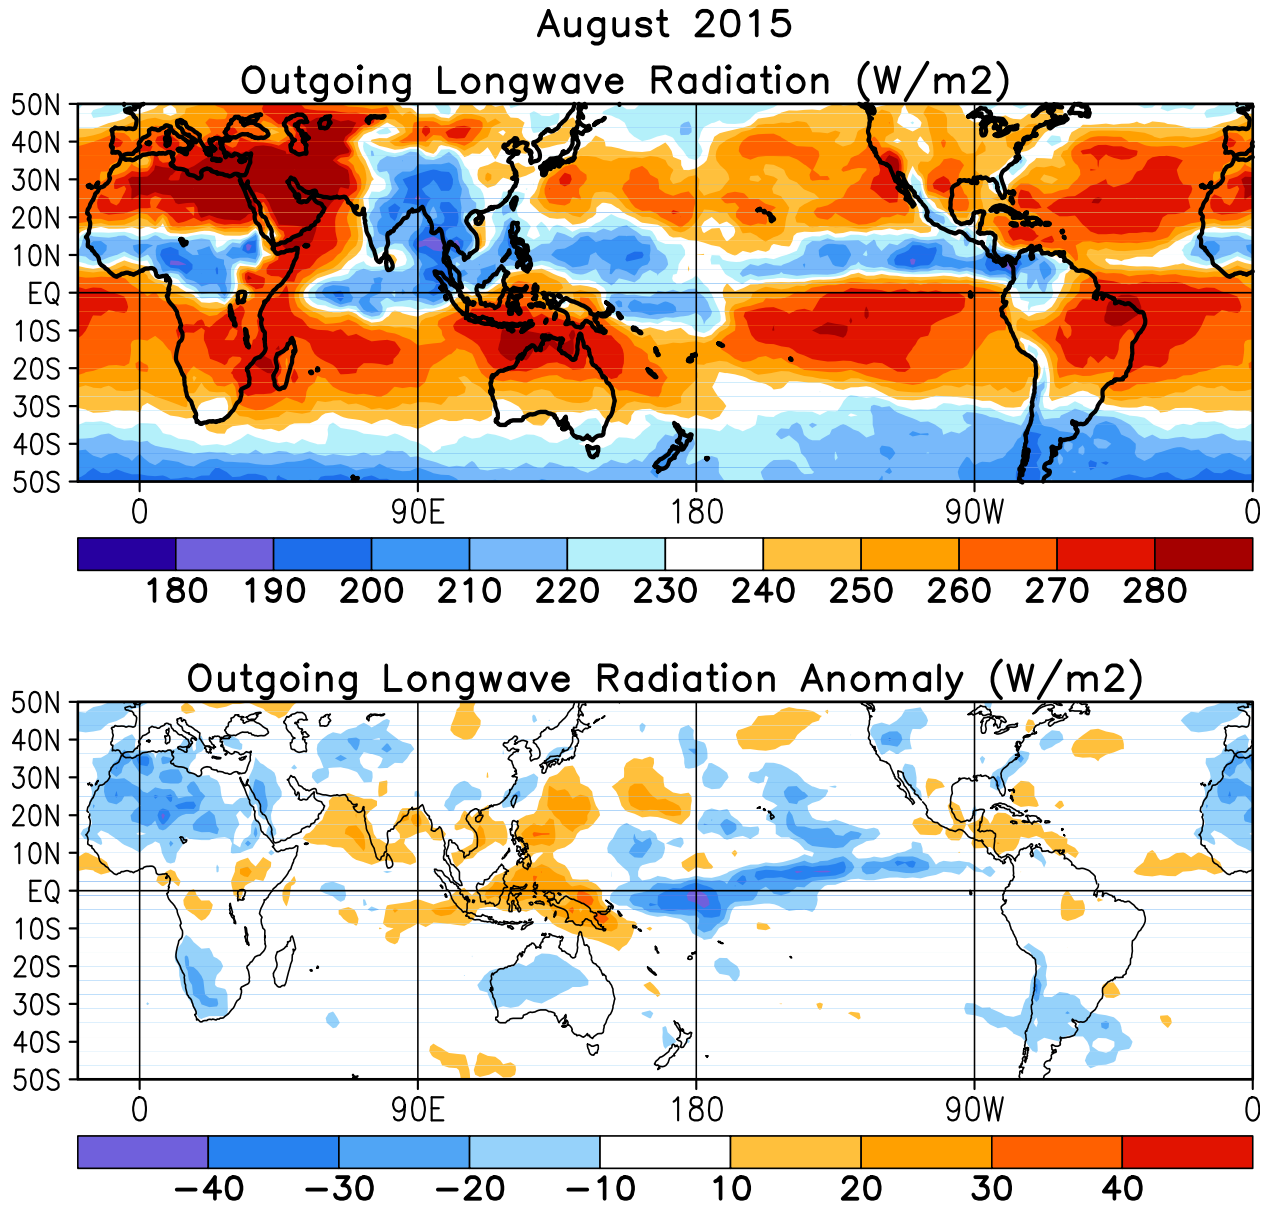 August 2015
Outgoing Longwave Radiation (W/m2)
50N
40N
30N
20N
10N
EQ
10S
20S
30S
40S
50S
0 90E 180 90W 0
180 190 200 210 220 230 240 250 260 270 280
Outgoing Longwave Radiation Anomaly (W/m2)
50N
40N
30N
20N
10N
EQ
10S
20S
30S
40S
50S
0 90E 180 90W 0
−40 −30 −20 −10 10 20 30 40